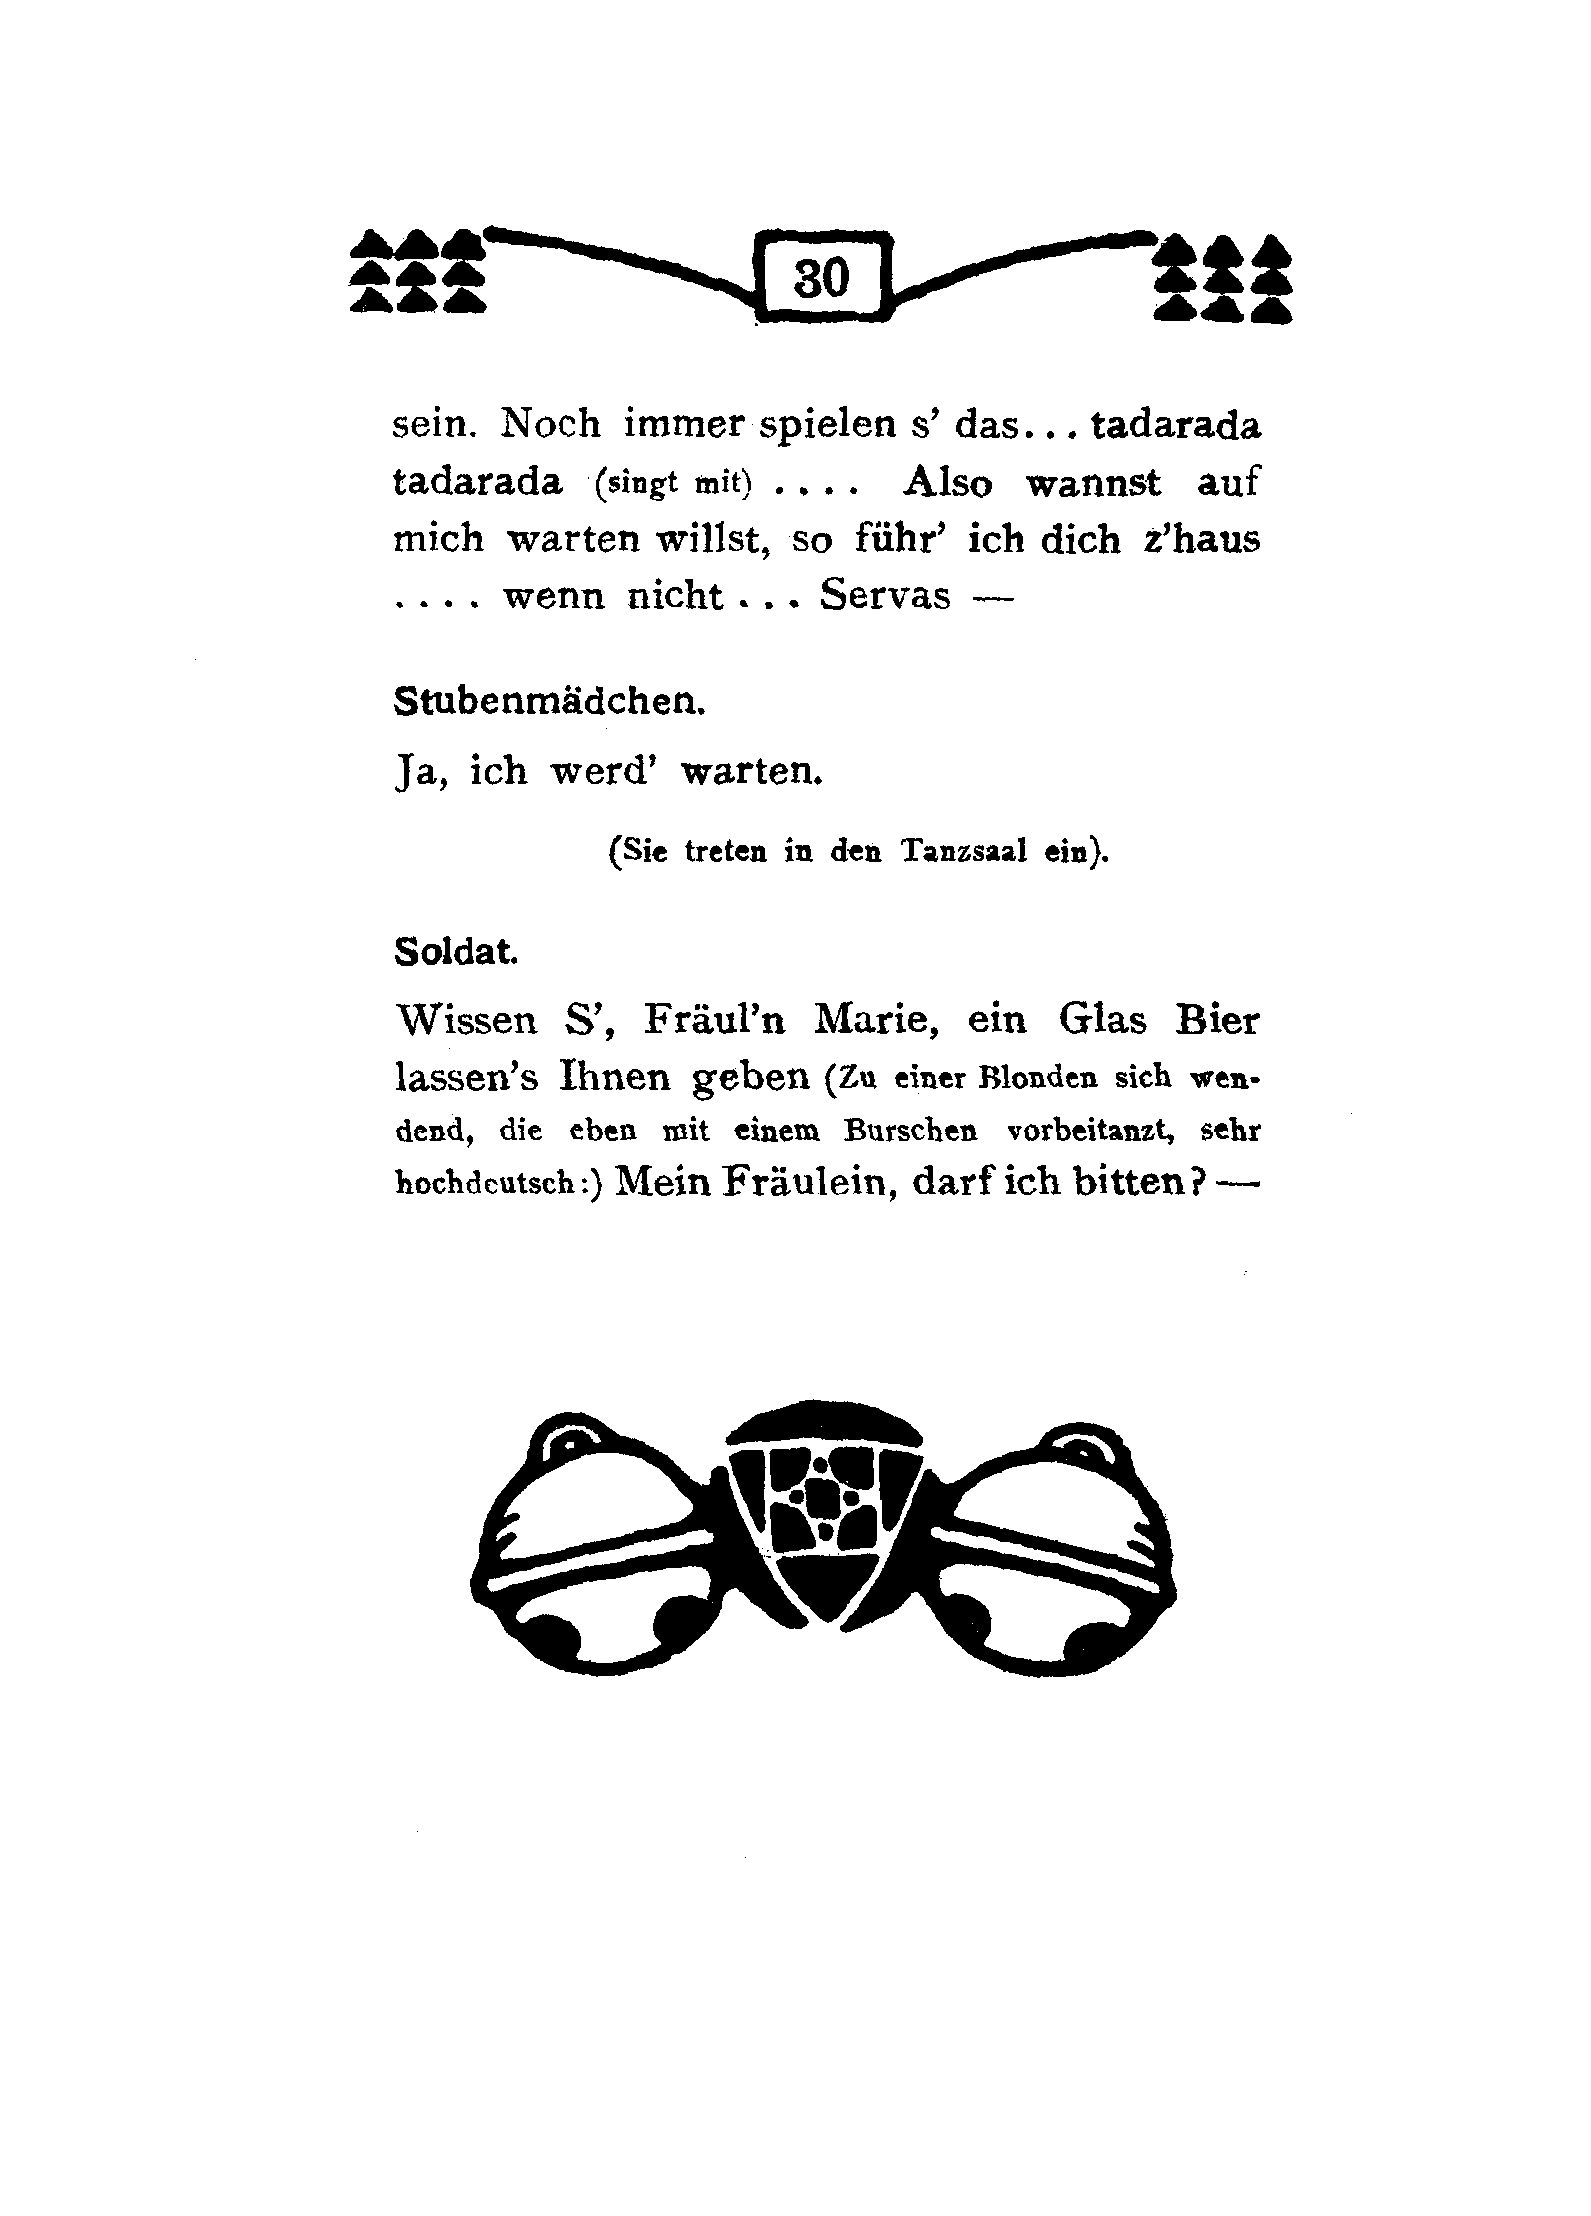 30
sein. Noch immer spielen s’ das... tadarada
tadarada (singt mit) .... Also wannst auf
mich warten willst, so führ’ ich dich z’haus
.... wenn nicht ... Servas —
Stubenmädchen.
Ja, ich werd’ warten.
(Sie treten in den Tanzsaal ein).
Soldat.
Wissen S’, Fräul’n Marie, ein Glas Bier
lassen’s Ihnen geben (Zu einer Blonden sich wen-
dend, die eben mit einem Burschen vorbeitanzt, sehr
hochdeutsch:) Mein Fräulein, darf ich bitten? —